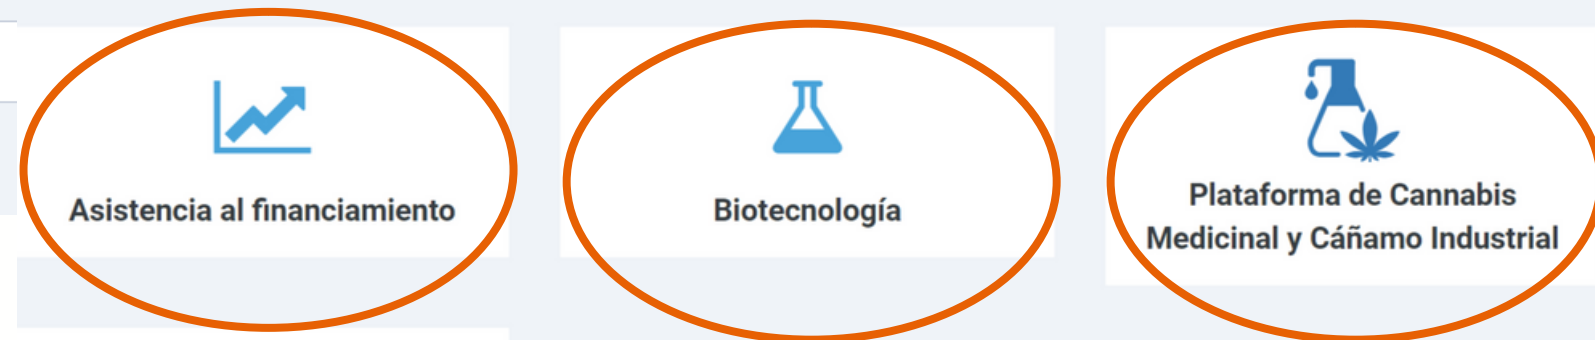 Asistencia al financiamiento
Biotecnología
Plataforma de Cannabis
Medicinal y Cáñamo Industrial